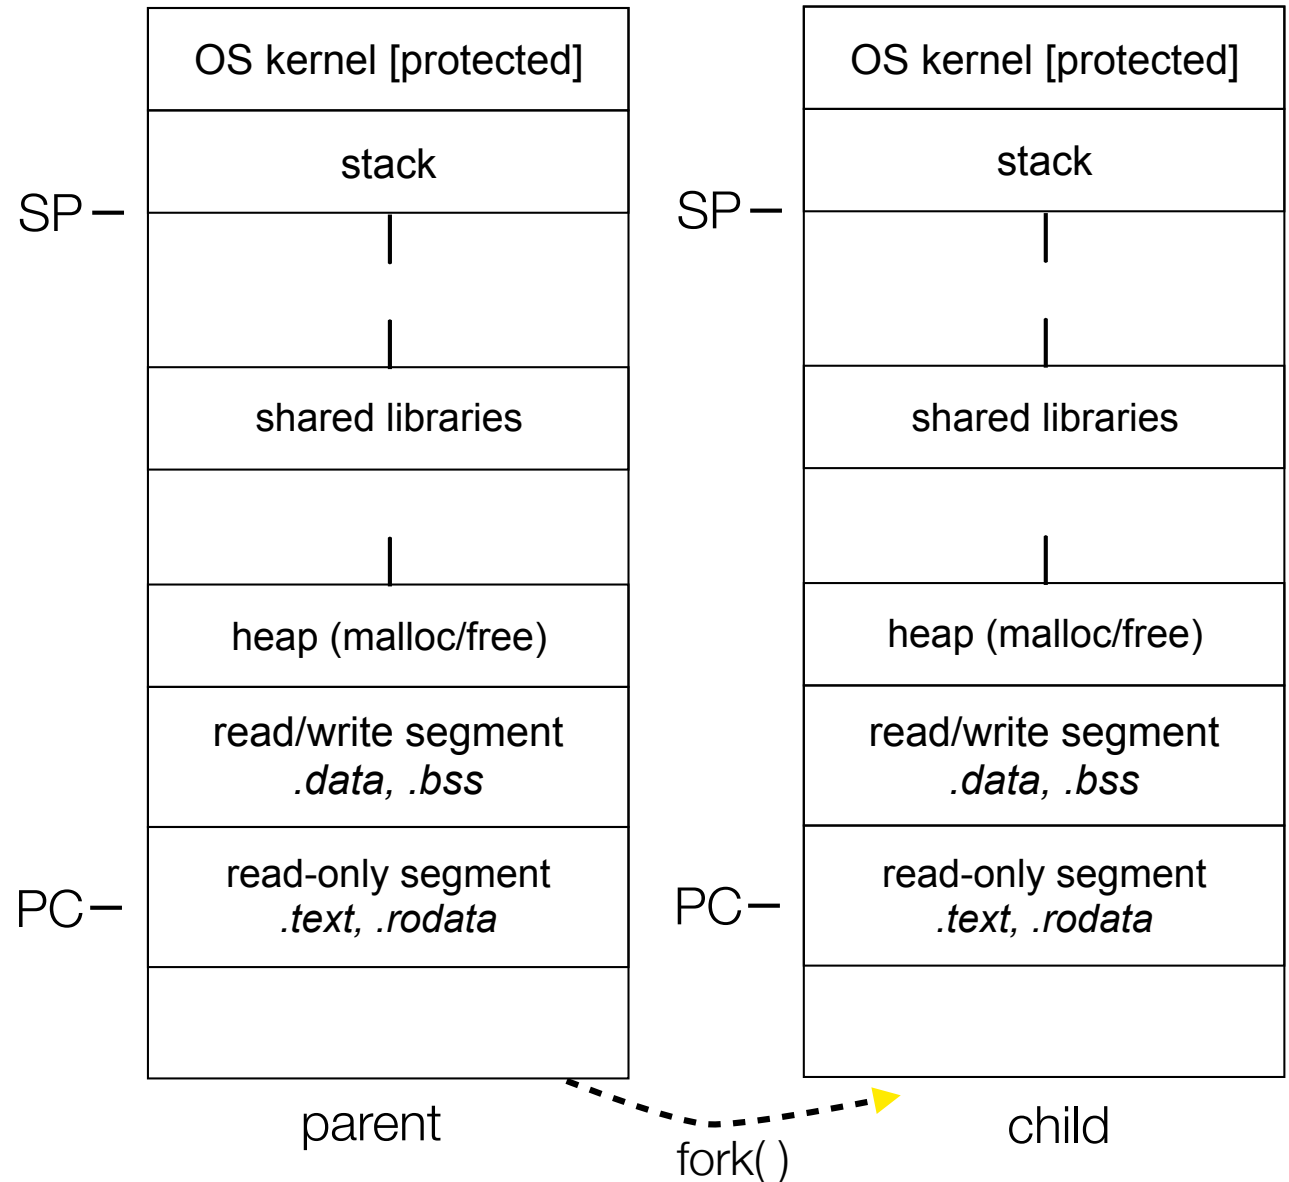 OS kernel [protected]
stack
SP
shared libraries
heap (malloc/free)
read/write segment
.data, .bss
read-only segment
.text, .rodata
PC
parent
OS kernel [protected]
stack
SP
shared libraries
heap (malloc/free)
read/write segment
.data, .bss
read-only segment
.text, .rodata
PC
child
fork( )